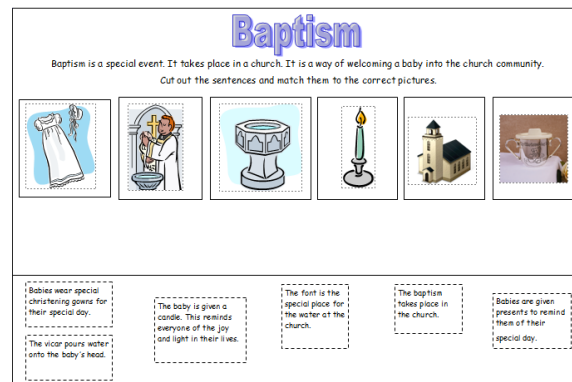 Baptism
Baptism is a special event. It takes place in a church. It is a way of welcoming a baby into the church community.
Cut out the sentences and match them to the correct pictures.
Babies wear special
christening gowns for
their special day.
The vicar pours water
onto the baby's head.
The baby is given a
candle. This reminds
everyone of the joy
and light in their lives.
The font is the
special place for
the water at the
church.
The baptism
takes place in
the church.
Babies are given
presents to remind
them of their
special day.